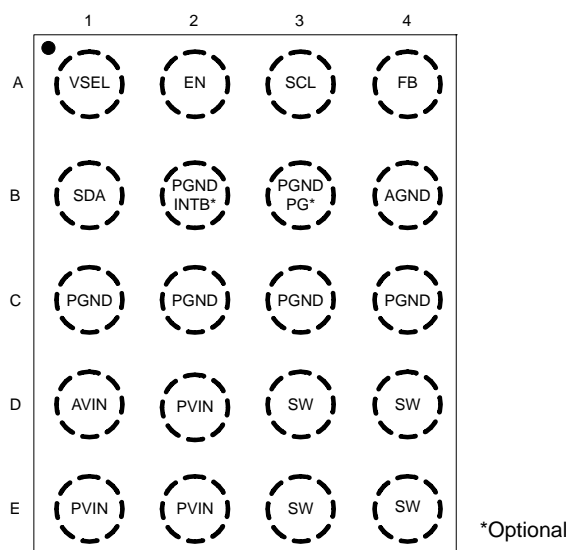 1 2 3 4
A VSEL EN SCL FB
B SDA PGND INTB* PGND PG* AGND
C PGND PGND PGND PGND
D AVIN PVIN SW SW
E PVIN PVIN SW SW
*Optional